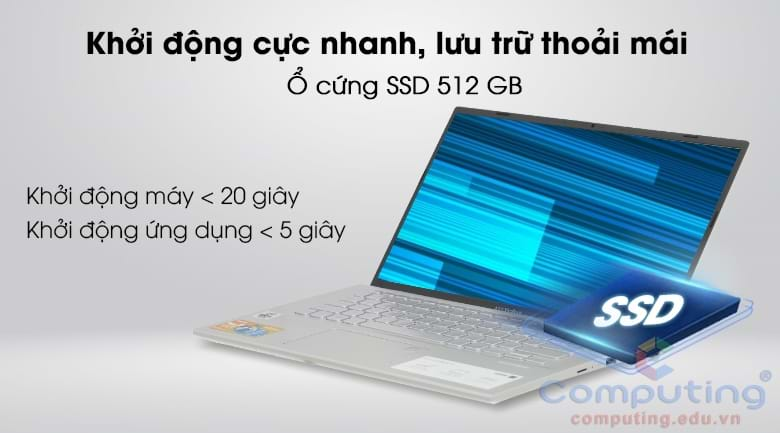 Khởi động cực nhanh, lưu trữ thoải mái
Ổ cứng SSD 512 GB
Khởi động máy < 20 giây
Khởi động ứng dụng < 5 giây
SSD
Computing®
computing.edu.vn